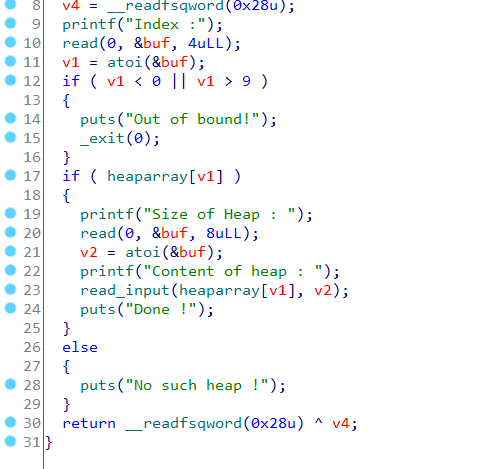 8 v4 = __readfsqword(0x28u);
9 printf("Index :");
10 read(0, &buf, 4uLL);
11 v1 = atoi(&buf);
12 if ( v1 < 0 || v1 > 9 )
13 {
14 puts("Out of bound!");
15 _exit(0);
16 }
17 if ( heaparray[v1] )
18 {
19 printf("Size of Heap : ");
20 read(0, &buf, 8uLL);
21 v2 = atoi(&buf);
22 printf("Content of heap : ");
23 read_input(heaparray[v1], v2);
24 puts("Done !");
25 }
26 else
27 {
28 puts("No such heap !");
29 }
30 return __readfsqword(0x28u) ^ v4;
31 }